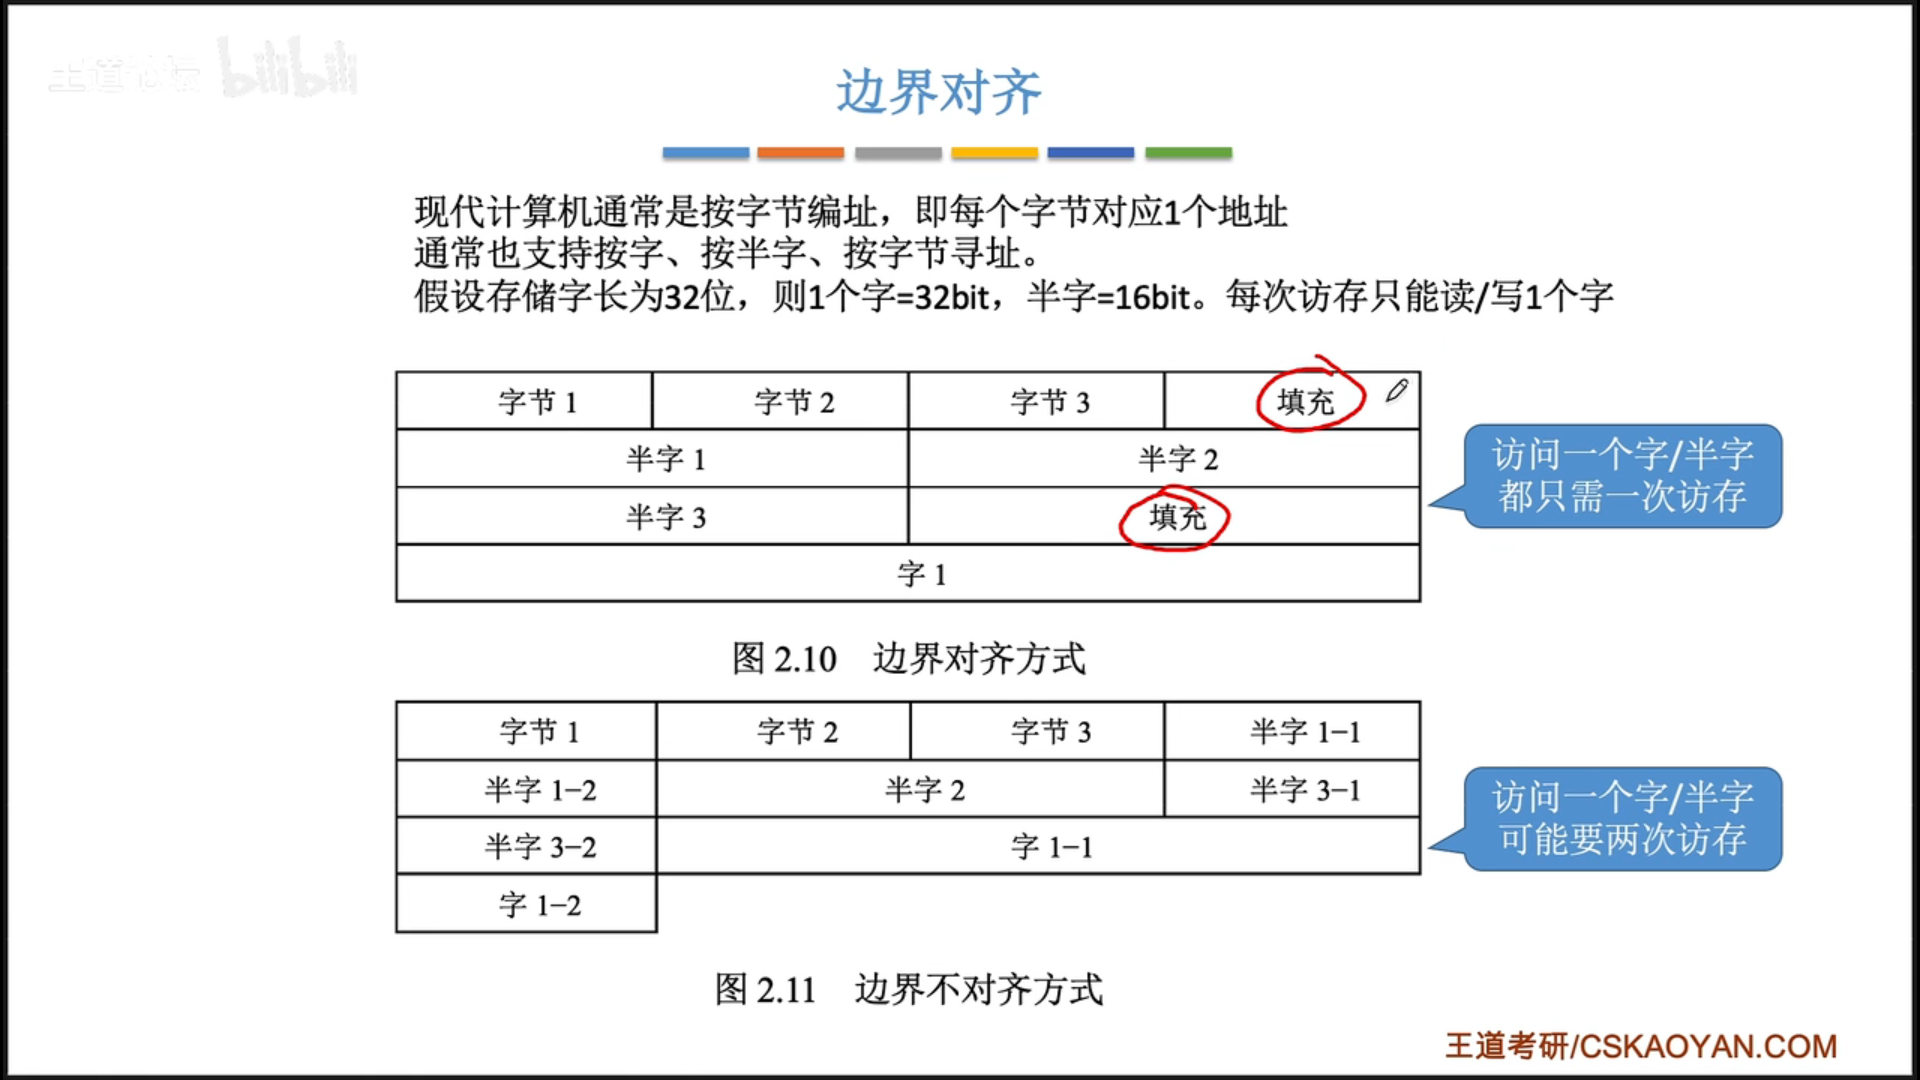 王道论坛 bilibili
边界对齐
现代计算机通常是按字节编址，即每个字节对应1个地址
通常也支持按字、按半字、按字节寻址。
假设存储字长为32位，则1个字=32bit，半字=16bit。每次访存只能读/写1个字
字节 1 字节 2 字节 3 填充
半字 1 半字 2
半字 3 填充
字 1
访问一个字/半字
都只需一次访存
图 2.10 边界对齐方式
字节 1 字节 2 字节 3 半字 1-1
半字 1-2 半字 2 半字 3-1
半字 3-2 字 1-1
字 1-2
访问一个字/半字
可能要两次访存
图 2.11 边界不对齐方式
王道考研/CSKAOYAN.COM